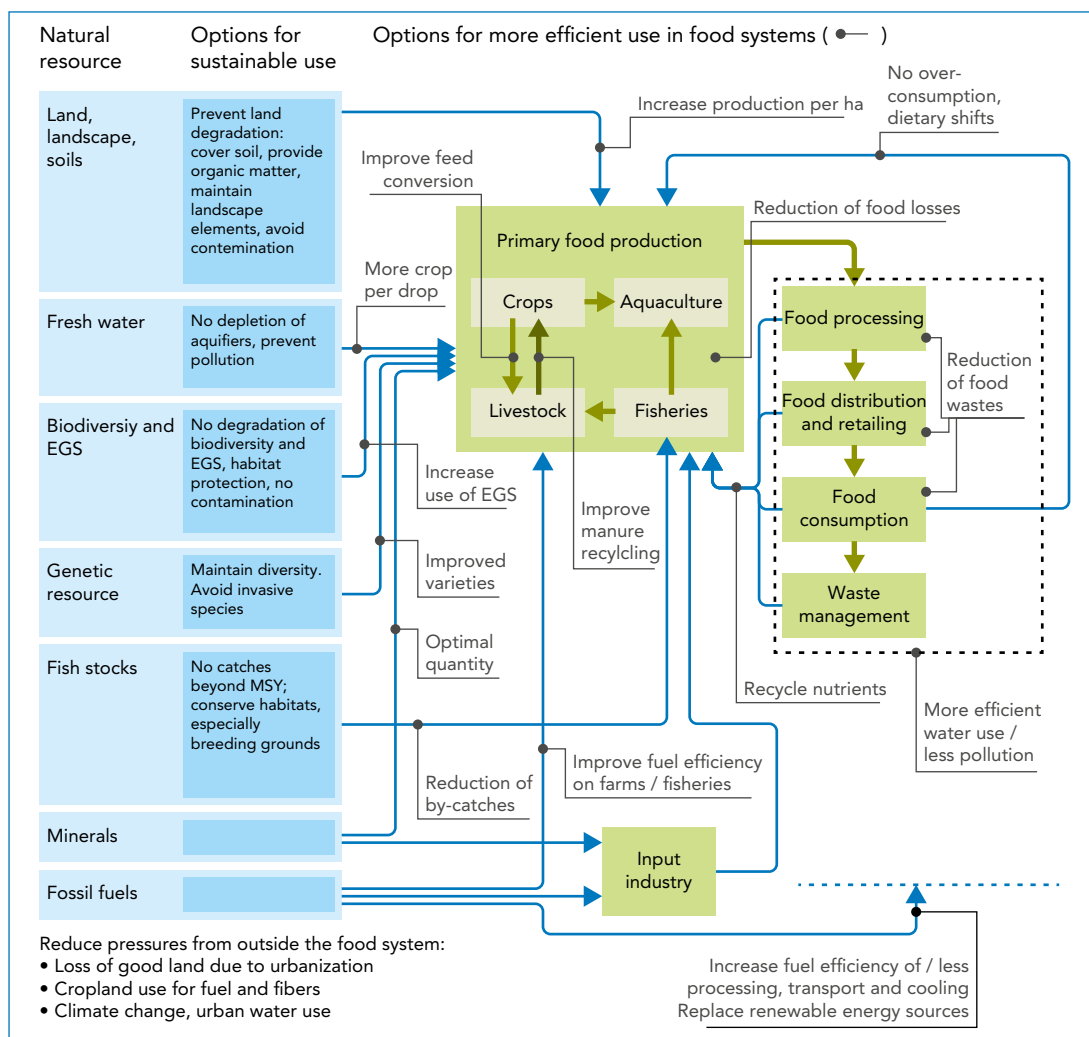 Natural
resource
Options for
sustainable use
Options for more efficient use in food systems ( )
Land,
landscape,
soils
Prevent land
degradation:
cover soil, provide
organic matter,
maintain
landscape
elements, avoid
contamination
Fresh water
No depletion of
aquifiers, prevent
pollution
Biodiversiy and
EGS
No degradation of
biodiversity and
EGS, habitat
protection, no
contamination
Genetic
resource
Maintain diversity.
Avoid invasive
species
Fish stocks
No catches
beyond MSY;
conserve habitats,
especially
breeding grounds
Minerals
Fossil fuels
Increase production per ha
No over-
consumption,
dietary shifts
Improve feed
conversion
Reduction of food losses
More crop
per drop
Primary food production
Crops
Aquaculture
Livestock
Fisheries
Food processing
Reduction
of food
wastes
Food distribution
and retailing
Food
consumption
Waste
management
Increase
use of EGS
Improve
manure
recylcling
Improved
varieties
Optimal
quantity
Recycle nutrients
More efficient
water use /
less pollution
Improve fuel efficiency
on farms / fisheries
Reduction of
by-catches
Input
industry
Reduce pressures from outside the food system:
• Loss of good land due to urbanization
• Cropland use for fuel and fibers
• Climate change, urban water use
Increase fuel efficiency of / less
processing, transport and cooling
Replace renewable energy sources